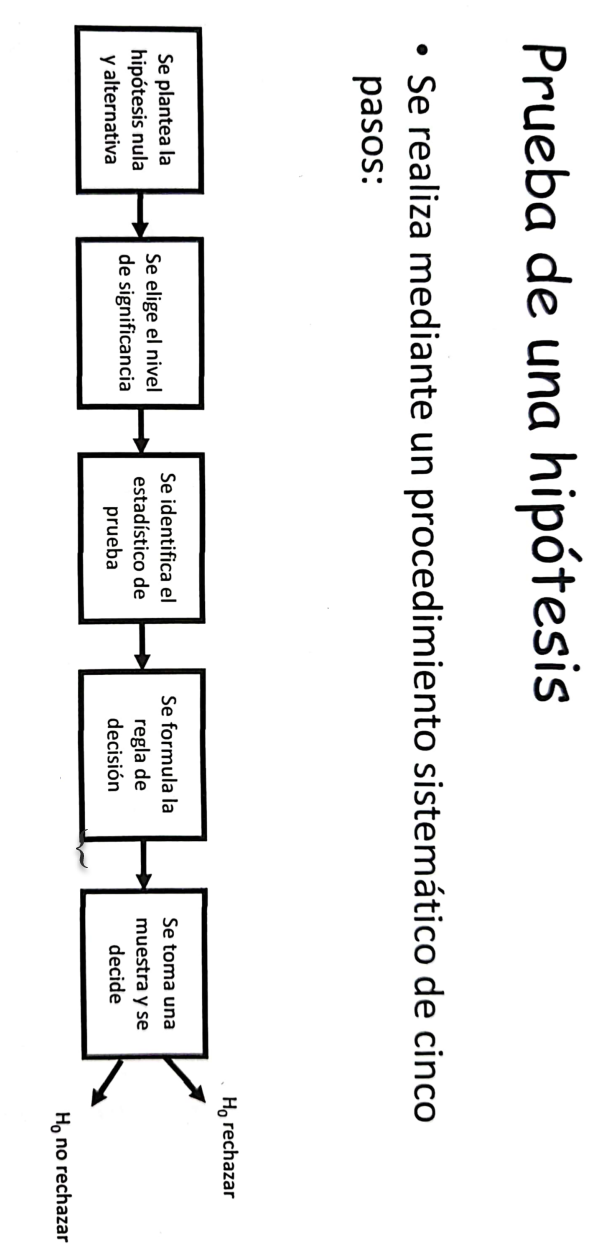 Prueba de una hipótesis
• Se realiza mediante un procedimiento sistemático de cinco
pasos:
Se plantea la
hipótesis nula
y alternativa
Se elige el nivel
de significancia
Se identifica el
estadístico de
prueba
Se formula la
regla de
decisión
Se toma una
muestra y se
decide
H₀ rechazar
H₀ no rechazar